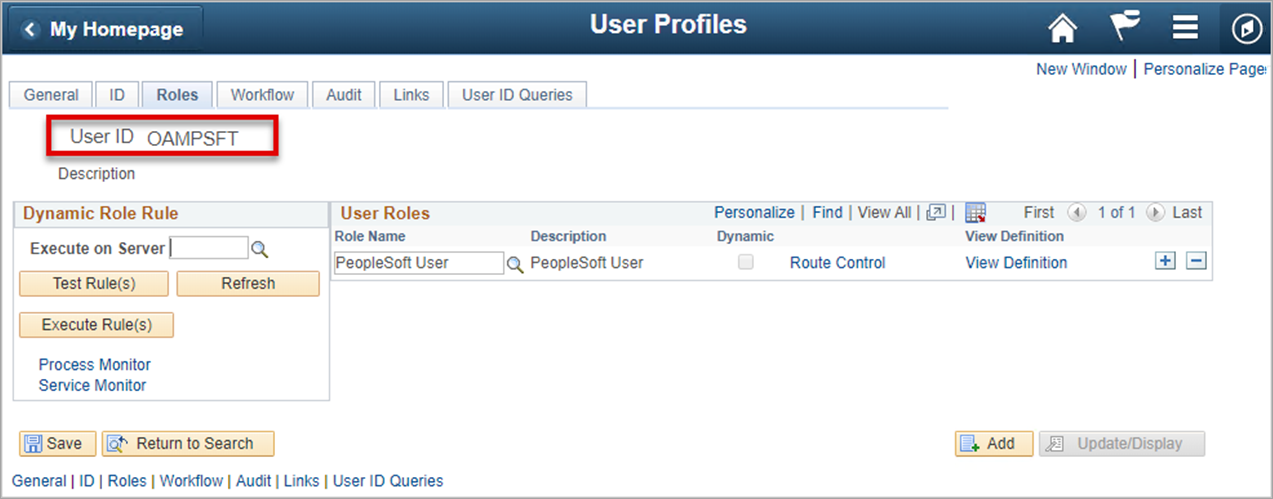 My Homepage
User Profiles
New Window | Personalize Page
General ID Roles Workflow Audit Links User ID Queries
User ID OAMPSFT
Description
Dynamic Role Rule
Execute on Server
Test Rule(s) Refresh
Execute Rule(s)
Process Monitor
Service Monitor
User Roles Personalize | Find | View All | | First 1 of 1 Last
Role Name Description Dynamic View Definition
PeopleSoft User PeopleSoft User Route Control View Definition
Save Return to Search Add Update/Display
General | ID | Roles | Workflow | Audit | Links | User ID Queries